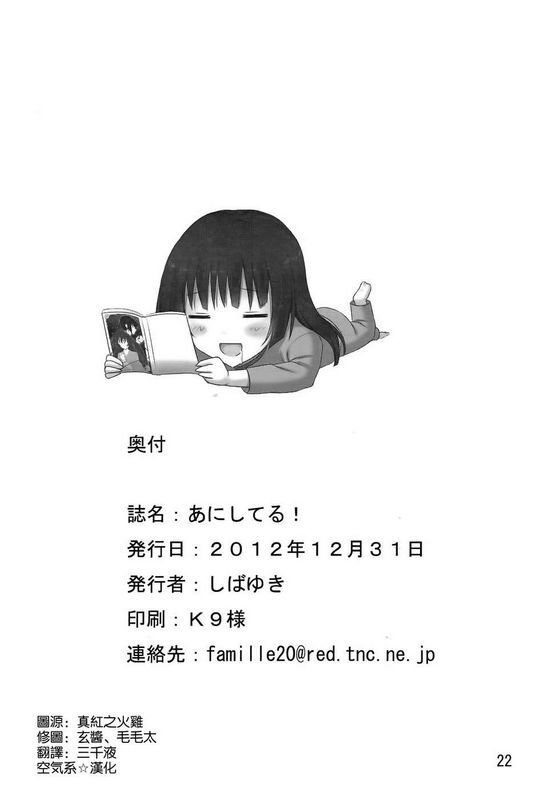 奥付
誌名：あにしてる！
発行日：２０１２年１２月３１日
発行者：しばゆき
印刷：Ｋ９様
連絡先：famille20@red.tnc.ne.jp
圖源：真紅之火雞
修圖：玄醬、毛毛太
翻譯：三千液
空気系☆漢化
22